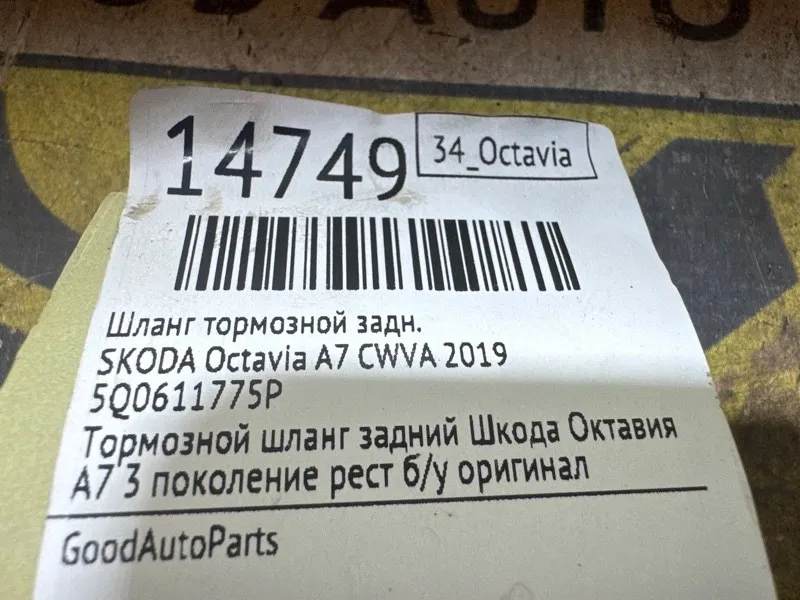 14749
34_Octavia
Шланг тормозной задн.
SKODA Octavia A7 CWVA 2019
5Q0611775P
Тормозной шланг задний Шкода Октавия
А7 3 поколение рест б/у оригинал
GoodAutoParts